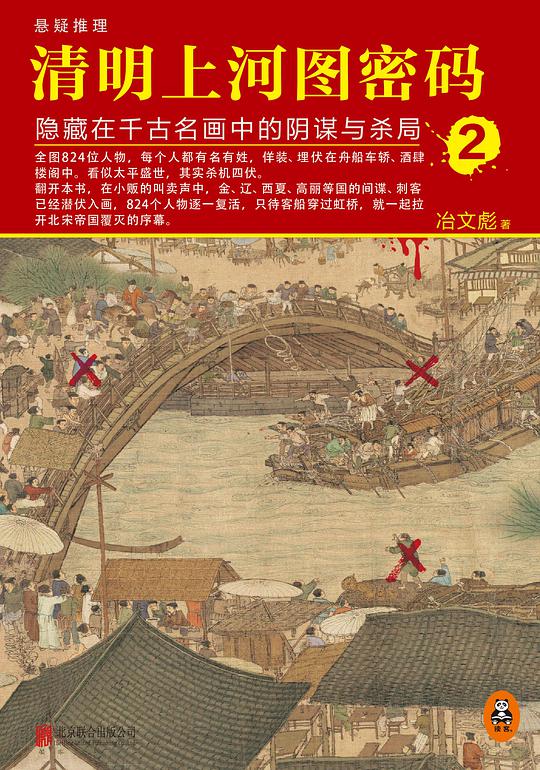 悬疑推理
清明上河图密码
隐藏在千古名画中的阴谋与杀局
2
全图824位人物,每个人都有名有姓,佯装、埋伏在舟船车轿、酒肆
楼阁中。看似太平盛世,其实杀机四伏。
翻开本书,在小贩的叫卖声中,金、辽、西夏、高丽等国的间谍、刺客
已经潜伏入画,824个人物逐一复活,只待客船穿过虹桥,就一起拉
开北宋帝国覆灭的序幕。
冶文彪 著
北京联合出版公司
读客